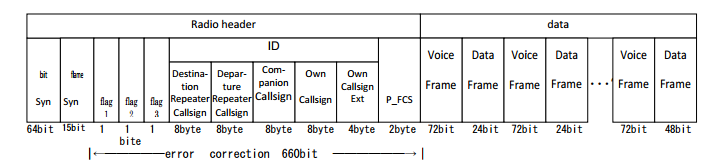 Radio header data
ID
bit Syn
flame Syn
flag 1
flag 2
flag 3
Destina-tion Repeater Callsign
Depar-ture Repeater Callsign
Com-panion Callsign
Own Callsign
Own Callsign Ext
P_FCS
Voice Frame
Data Frame
Voice Frame
Data Frame
・・・
Voice Frame
Data Frame
64bit 15bit 1 1 1 8byte 8byte 8byte 8byte 4byte 2byte 72bit 24bit 72bit 24bit 72bit 48bit
bite
error correction 660bit